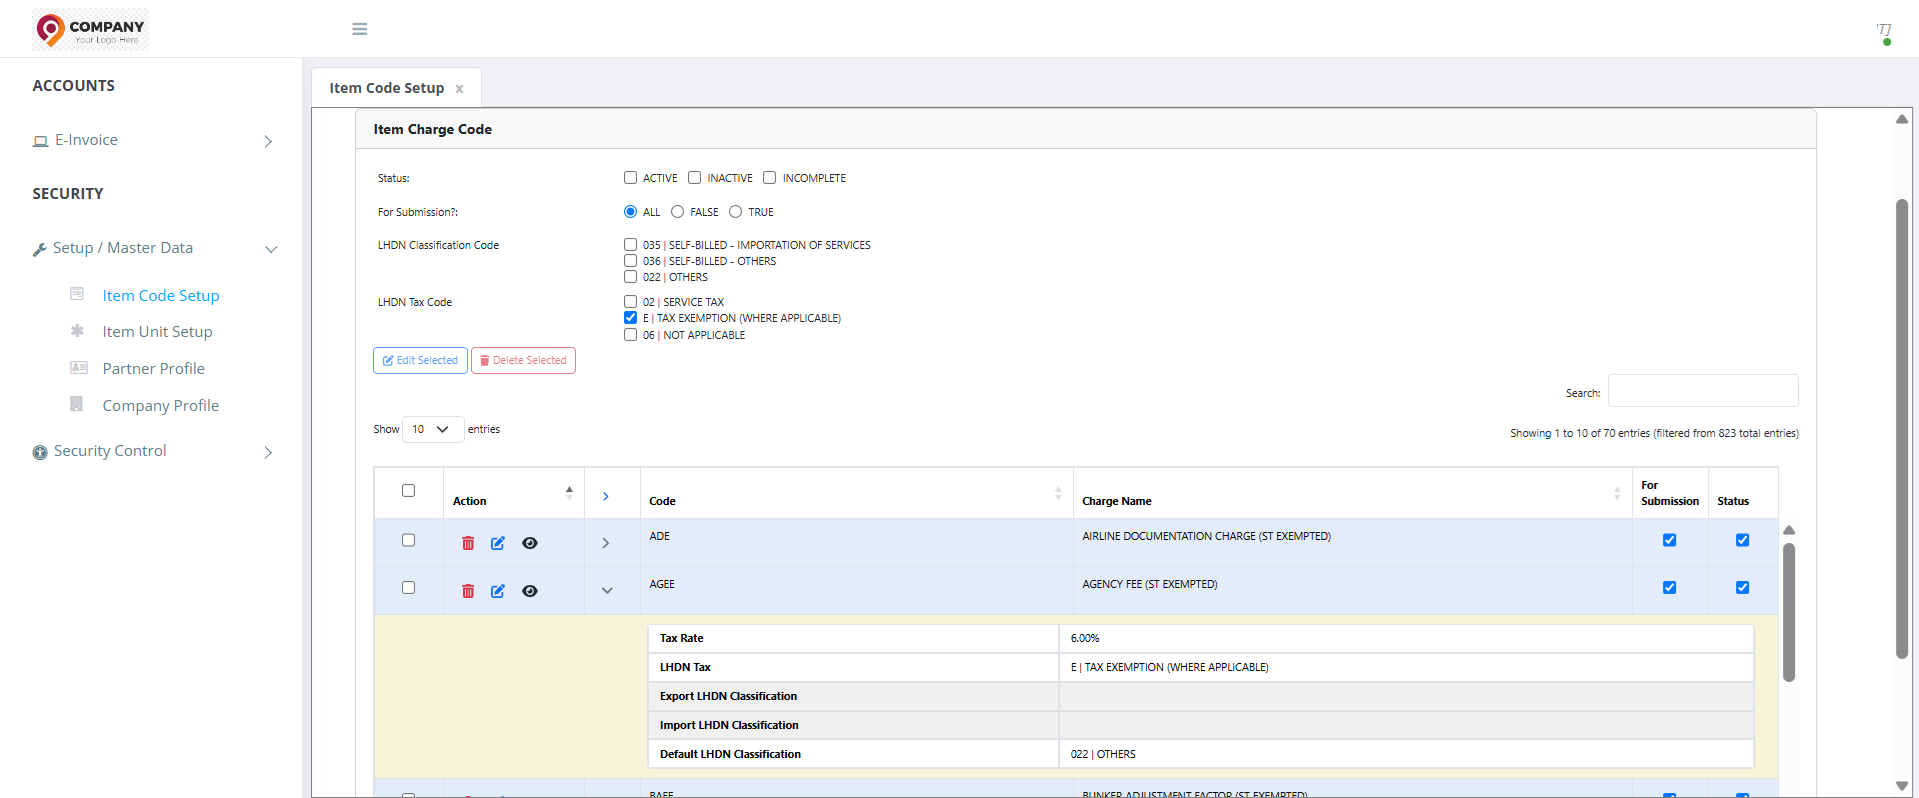 COMPANY
Your Logo Here
ACCOUNTS
E-Invoice
SECURITY
Setup / Master Data
Item Code Setup
Item Unit Setup
Partner Profile
Company Profile
Security Control
Item Code Setup x
Item Charge Code
Status: ACTIVE INACTIVE INCOMPLETE
For Submission?: ALL FALSE TRUE
LHDN Classification Code 035 | SELF-BILLED - IMPORTATION OF SERVICES
036 | SELF-BILLED - OTHERS
022 | OTHERS
LHDN Tax Code 02 | SERVICE TAX
E | TAX EXEMPTION (WHERE APPLICABLE)
06 | NOT APPLICABLE
Edit Selected Delete Selected
Search:
Show 10 entries
Showing 1 to 10 of 70 entries (filtered from 823 total entries)
Action Code Charge Name For Submission Status
ADE AIRLINE DOCUMENTATION CHARGE (ST EXEMPTED)
AGEE AGENCY FEE (ST EXEMPTED)
Tax Rate 6.00%
LHDN Tax E | TAX EXEMPTION (WHERE APPLICABLE)
Export LHDN Classification
Import LHDN Classification
Default LHDN Classification 022 | OTHERS
BUNKER ADJUSTMENT FACTOR (ST EXEMPTED)